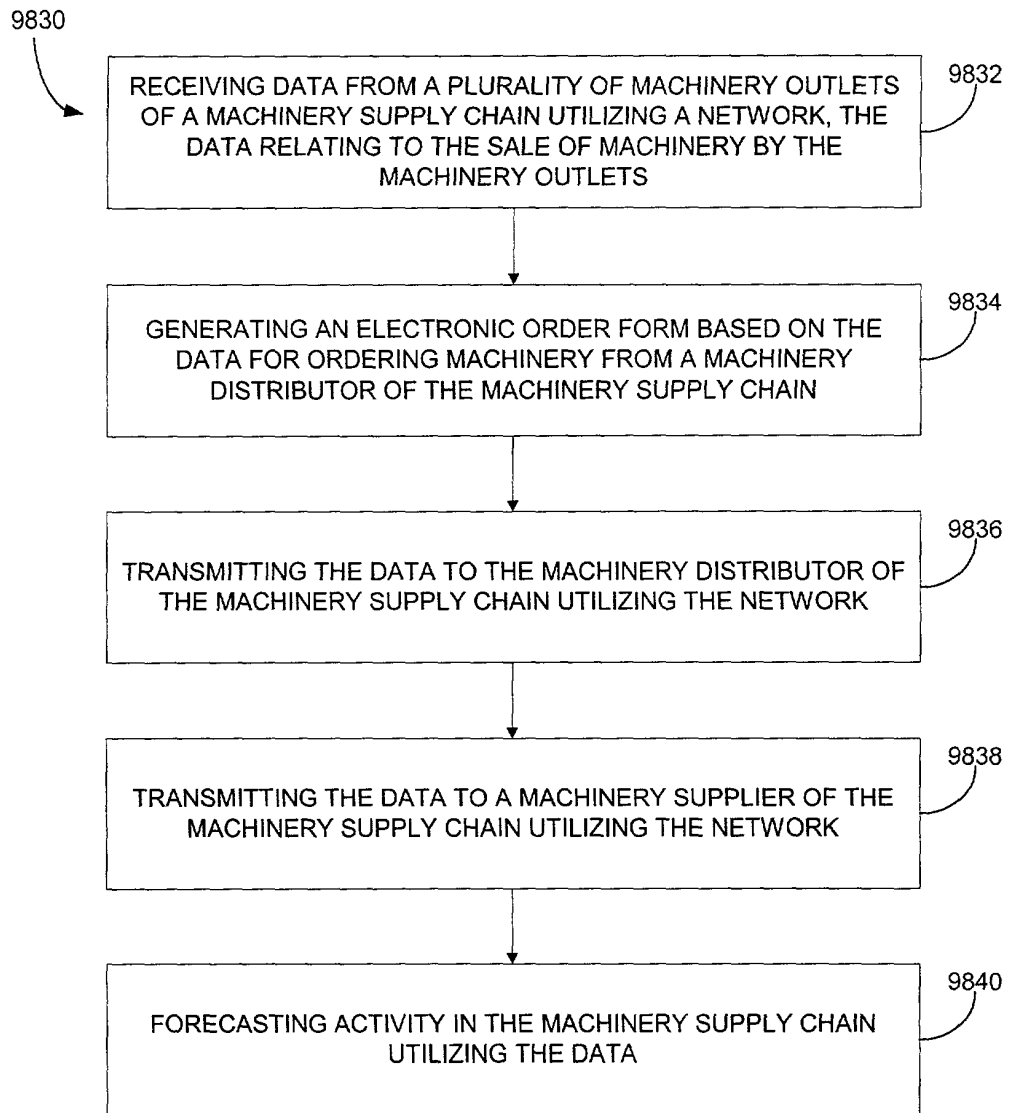 9830
RECEIVING DATA FROM A PLURALITY OF MACHINERY OUTLETS
OF A MACHINERY SUPPLY CHAIN UTILIZING A NETWORK, THE
DATA RELATING TO THE SALE OF MACHINERY BY THE
MACHINERY OUTLETS
9832
GENERATING AN ELECTRONIC ORDER FORM BASED ON THE
DATA FOR ORDERING MACHINERY FROM A MACHINERY
DISTRIBUTOR OF THE MACHINERY SUPPLY CHAIN
9834
TRANSMITTING THE DATA TO THE MACHINERY DISTRIBUTOR OF
THE MACHINERY SUPPLY CHAIN UTILIZING THE NETWORK
9836
TRANSMITTING THE DATA TO A MACHINERY SUPPLIER OF THE
MACHINERY SUPPLY CHAIN UTILIZING THE NETWORK
9838
FORECASTING ACTIVITY IN THE MACHINERY SUPPLY CHAIN
UTILIZING THE DATA
9840